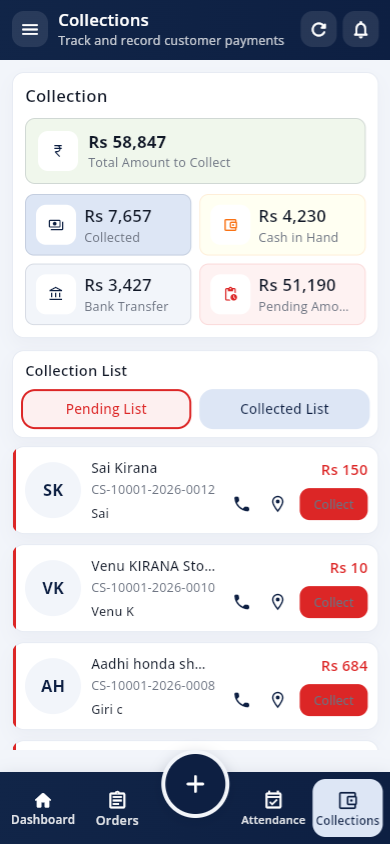 Collections
Track and record customer payments
Collection
₹
Rs 58,847
Total Amount to Collect
Rs 7,657
Collected
Rs 4,230
Cash in Hand
Rs 3,427
Bank Transfer
Rs 51,190
Pending Amo...
Collection List
Pending List
Collected List
SK
Sai Kirana
CS-10001-2026-0012
Sai
Rs 150
Collect
VK
Venu KIRANA Sto...
CS-10001-2026-0010
Venu K
Rs 10
Collect
AH
Aadhi honda sh...
CS-10001-2026-0008
Giri c
Rs 684
Collect
Dashboard
Orders
Attendance
Collections